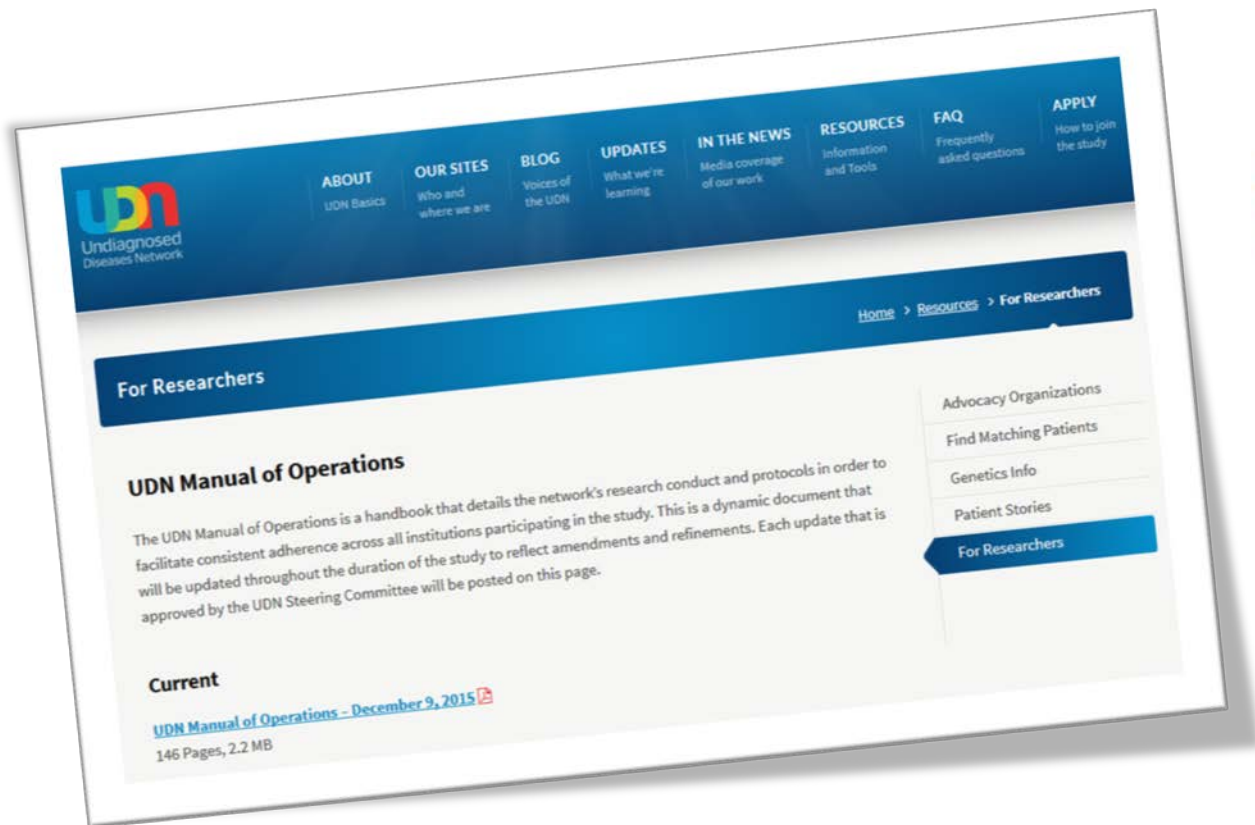 udn
Undiagnosed
Diseases Network
ABOUT
UDN Basics
OUR SITES
Who and
where we are
BLOG
Voices of
the UDN
UPDATES
What we're
learning
IN THE NEWS
Media coverage
of our work
RESOURCES
Information
and Tools
FAQ
Frequently
asked questions
APPLY
How to join
the study
Home > Resources > For Researchers
For Researchers
UDN Manual of Operations
The UDN Manual of Operations is a handbook that details the network's research conduct and protocols in order to
facilitate consistent adherence across all institutions participating in the study. This is a dynamic document that
will be updated throughout the duration of the study to reflect amendments and refinements. Each update that is
approved by the UDN Steering Committee will be posted on this page.
Current
UDN Manual of Operations – December 9, 2015
146 Pages, 2.2 MB
Advocacy Organizations
Find Matching Patients
Genetics Info
Patient Stories
For Researchers